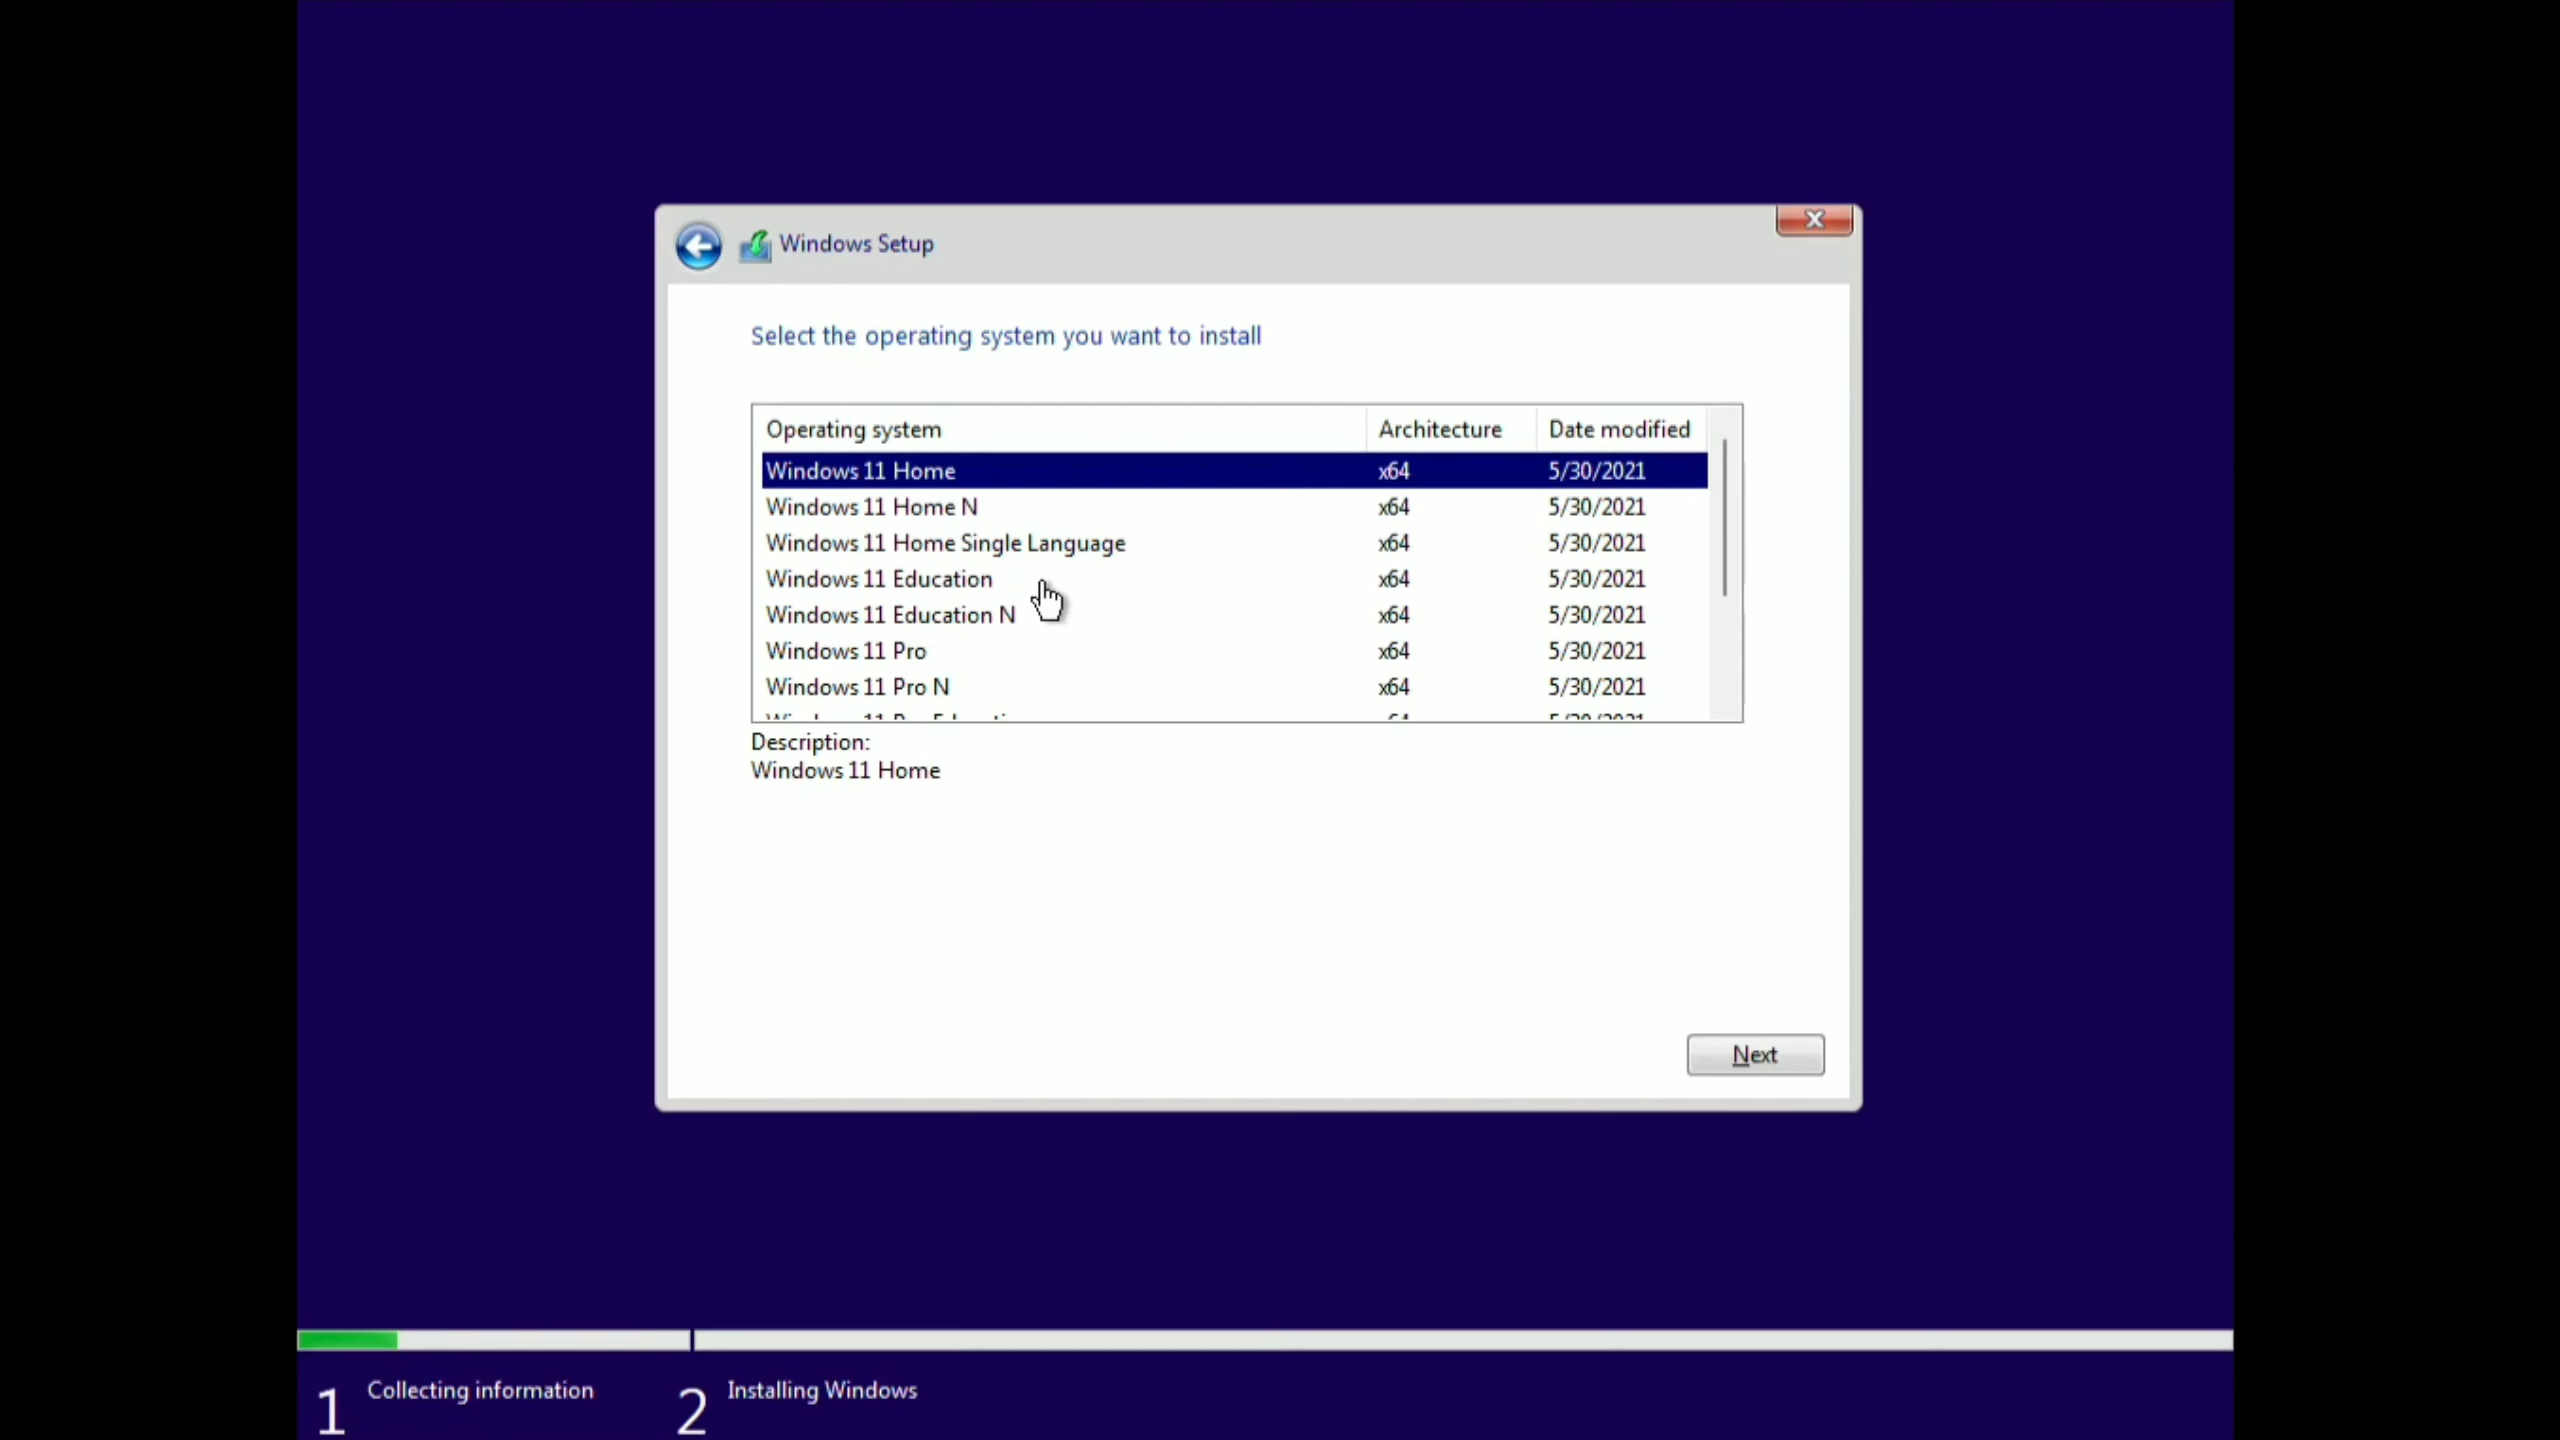 Windows Setup
Select the operating system you want to install
Operating system Architecture Date modified
Windows 11 Home x64 5/30/2021
Windows 11 Home N x64 5/30/2021
Windows 11 Home Single Language x64 5/30/2021
Windows 11 Education x64 5/30/2021
Windows 11 Education N x64 5/30/2021
Windows 11 Pro x64 5/30/2021
Windows 11 Pro N x64 5/30/2021
Description:
Windows 11 Home
Next
1 Collecting information 2 Installing Windows